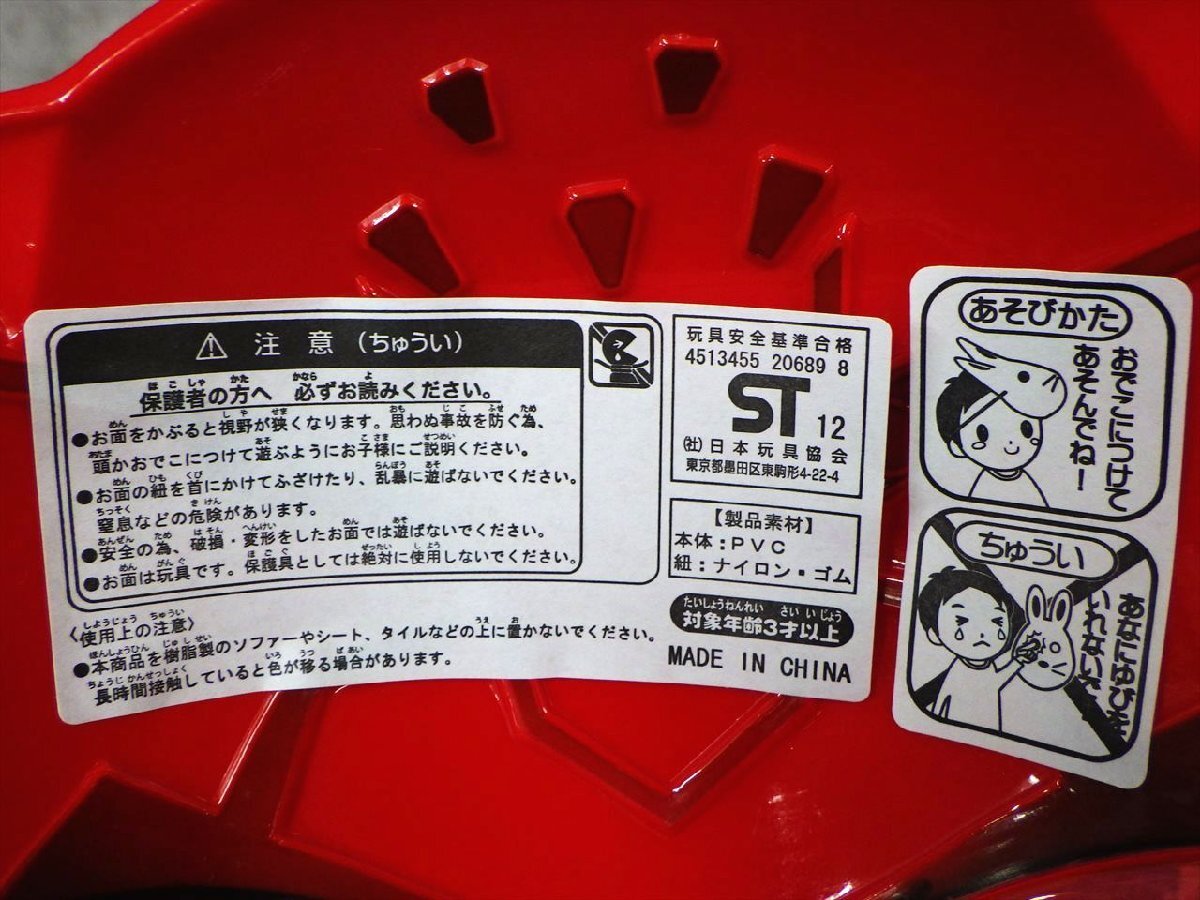 ⚠ 注意（ちゅうい）
保護者の方へ 必ずお読みください。
●お面をかぶると視野が狭くなります。思わぬ事故を防ぐ為、
頭かおでこにつけて遊ぶようにお子様にご説明ください。
●お面の紐を首にかけてふざけたり、乱暴に遊ばないでください。
窒息などの危険があります。
●安全の為、破損・変形をしたお面では遊ばないでください。
●お面は玩具です。保護具としては絶対に使用しないでください。
〈使用上の注意〉
●本商品を樹脂製のソファーやシート、タイルなどの上に置かないでください。
長時間接触していると色が移る場合があります。
玩具安全基準合格
4513455 20689 8
ST 12
(社)日本玩具協会
東京都墨田区東駒形4-22-4
【製品素材】
本体：PVC
紐：ナイロン・ゴム
対象年齢3才以上
MADE IN CHINA
あそびかた
おでこにつけて
あそんでね！
ちゅうい
あなにゆびを
いれないで